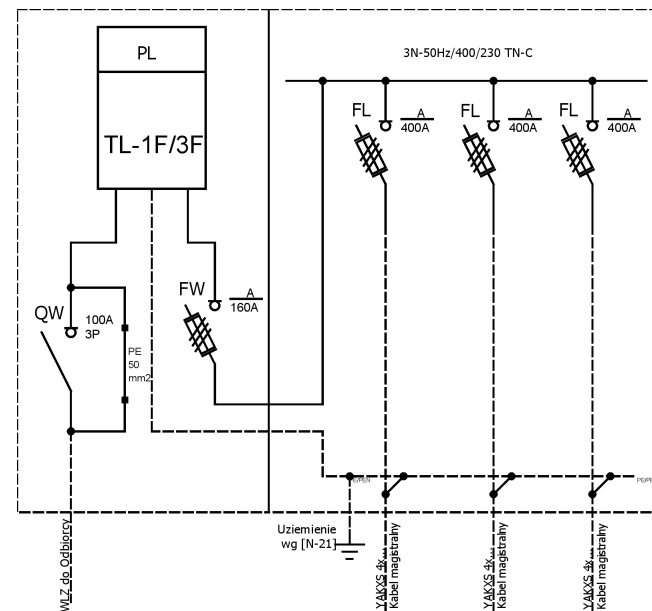 PL
3N-50Hz/400/230 TN-C
FL
A
400A
FL
A
400A
FL
A
400A
TL-1F/3F
FW
A
160A
QW
100A
3P
PE
50
mm2
PE/PE
Uziemienie
wg [N-21]
WLZ do Odbiorcy
YAKXS 4x...
Kabel magistralny
YAKXS 4x...
Kabel magistralny
YAKXS 4x...
Kabel magistralny